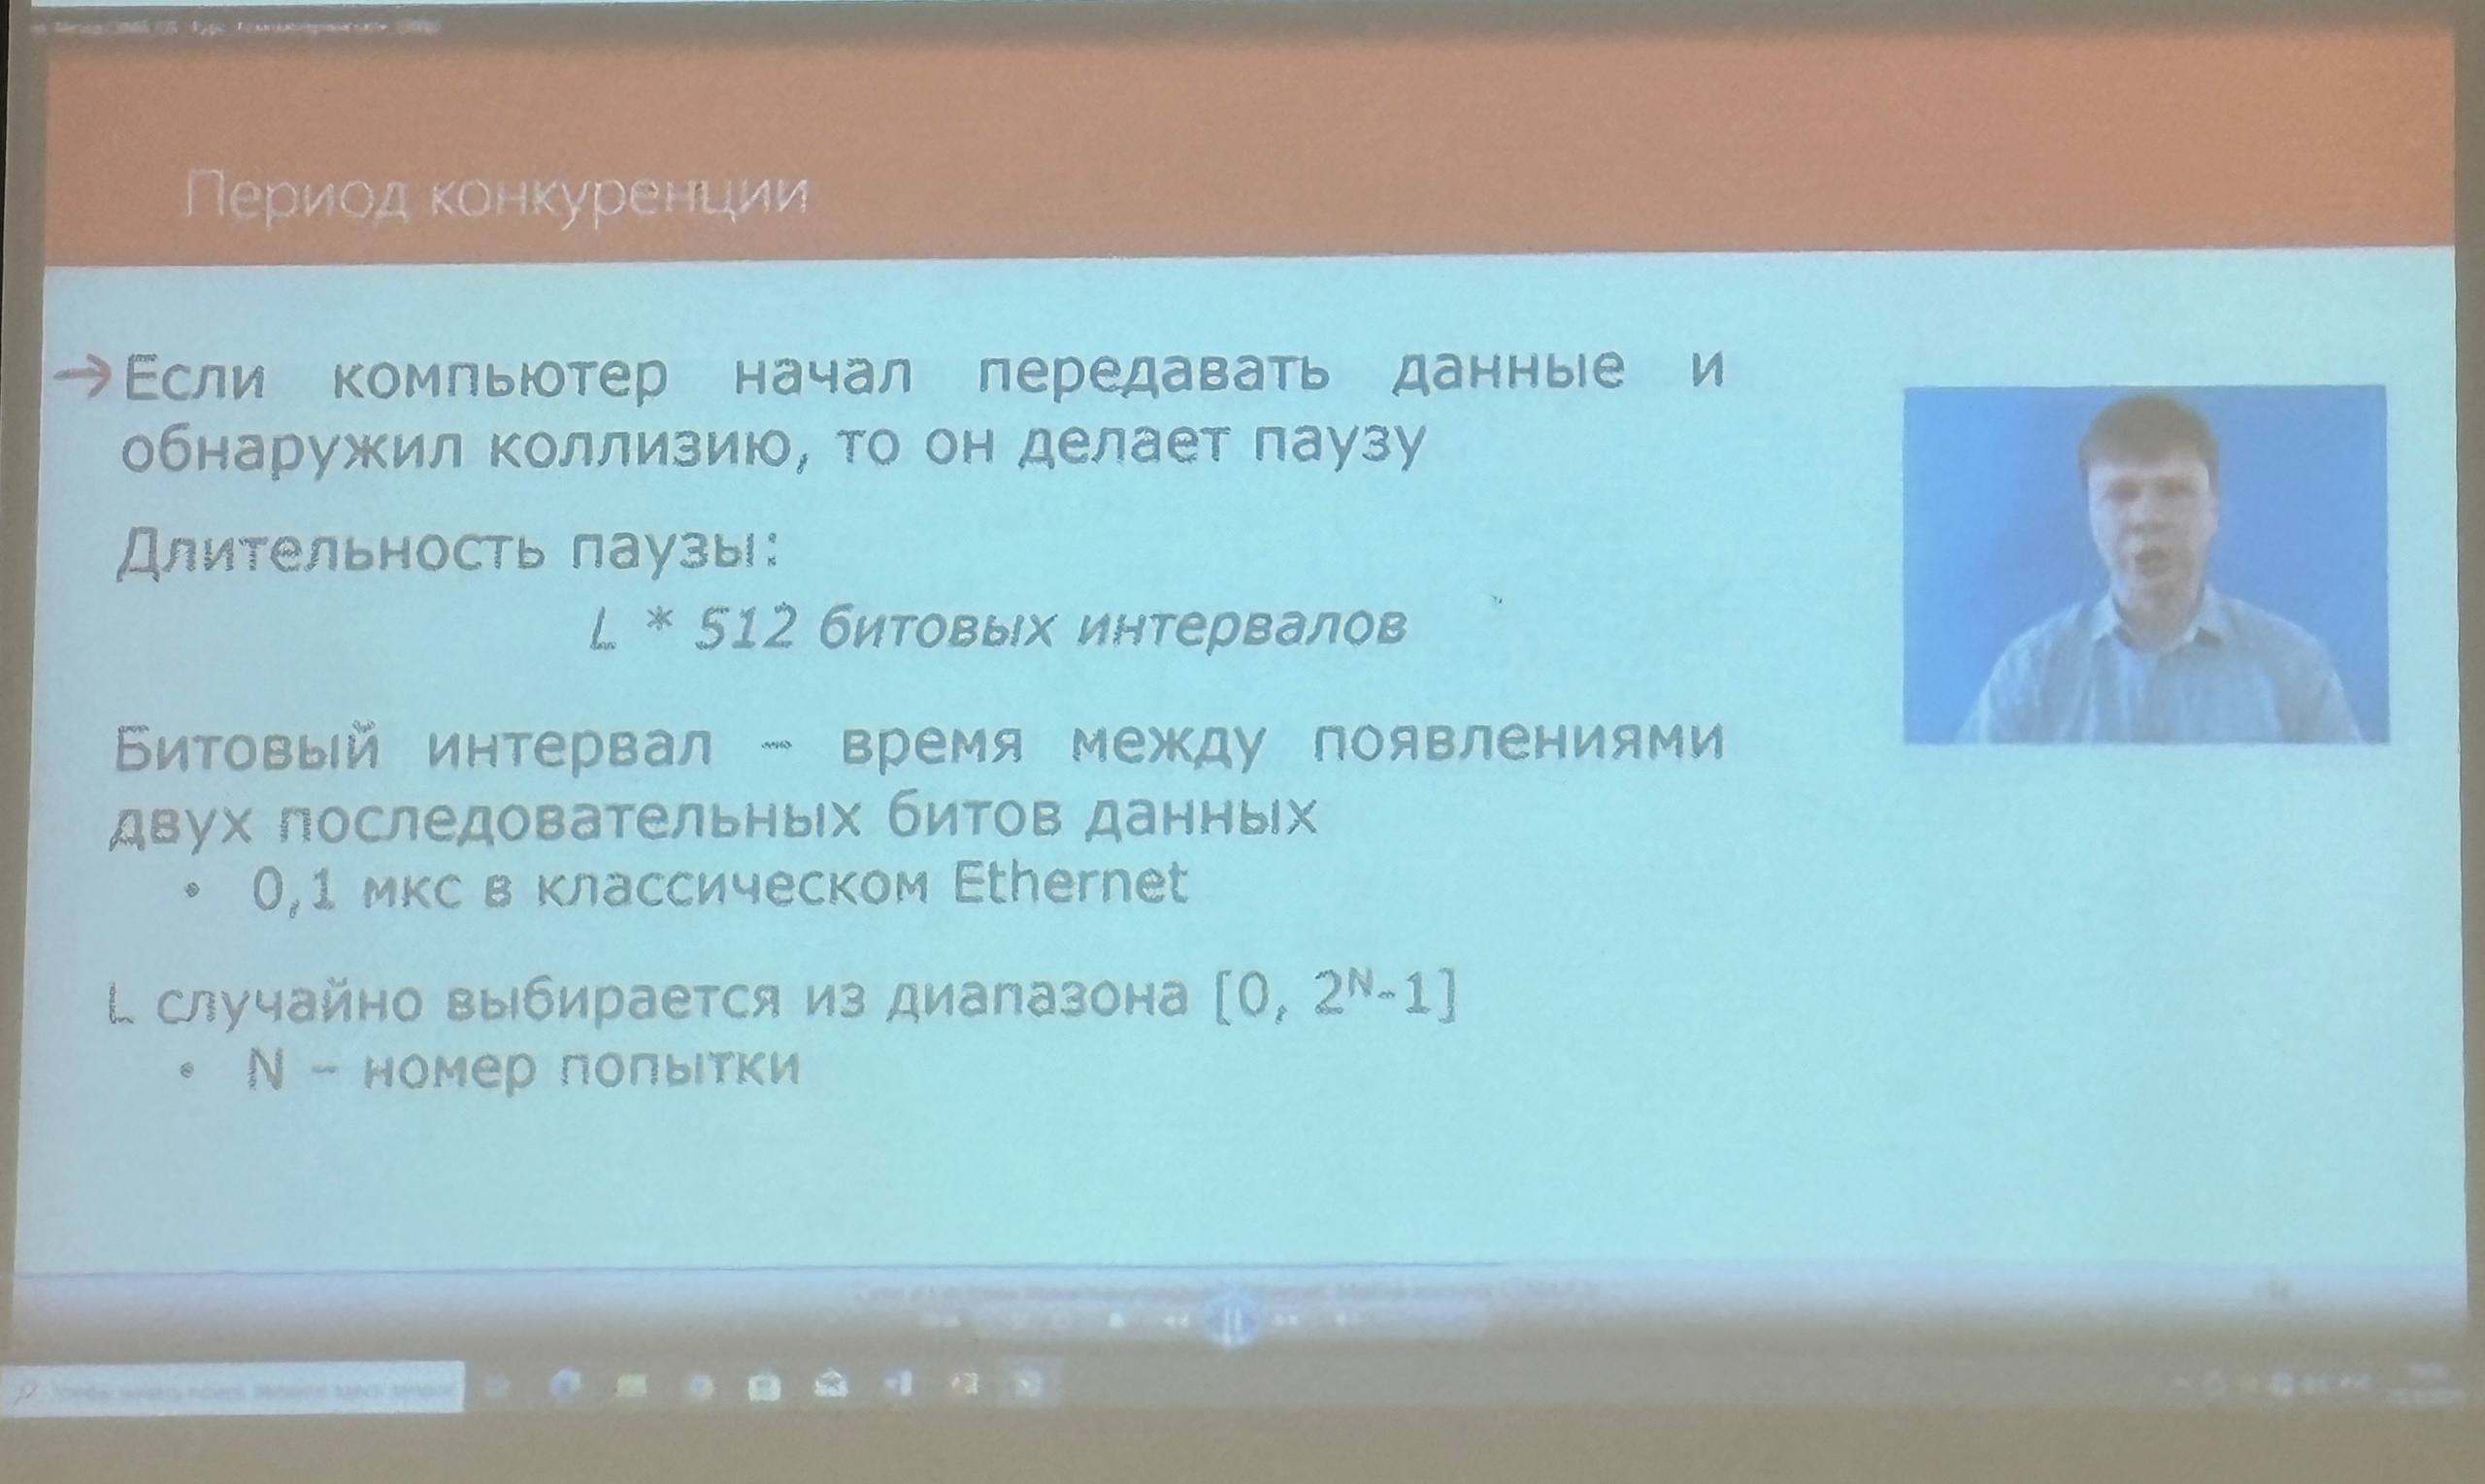 Период конкуренции
→ Если компьютер начал передавать данные и
обнаружил коллизию, то он делает паузу
Длительность паузы:
L * 512 битовых интервалов
Битовый интервал – время между появлениями
двух последовательных битов данных
• 0,1 мкс в классическом Ethernet
L случайно выбирается из диапазона [0, 2ᴺ-1]
• N – номер попытки